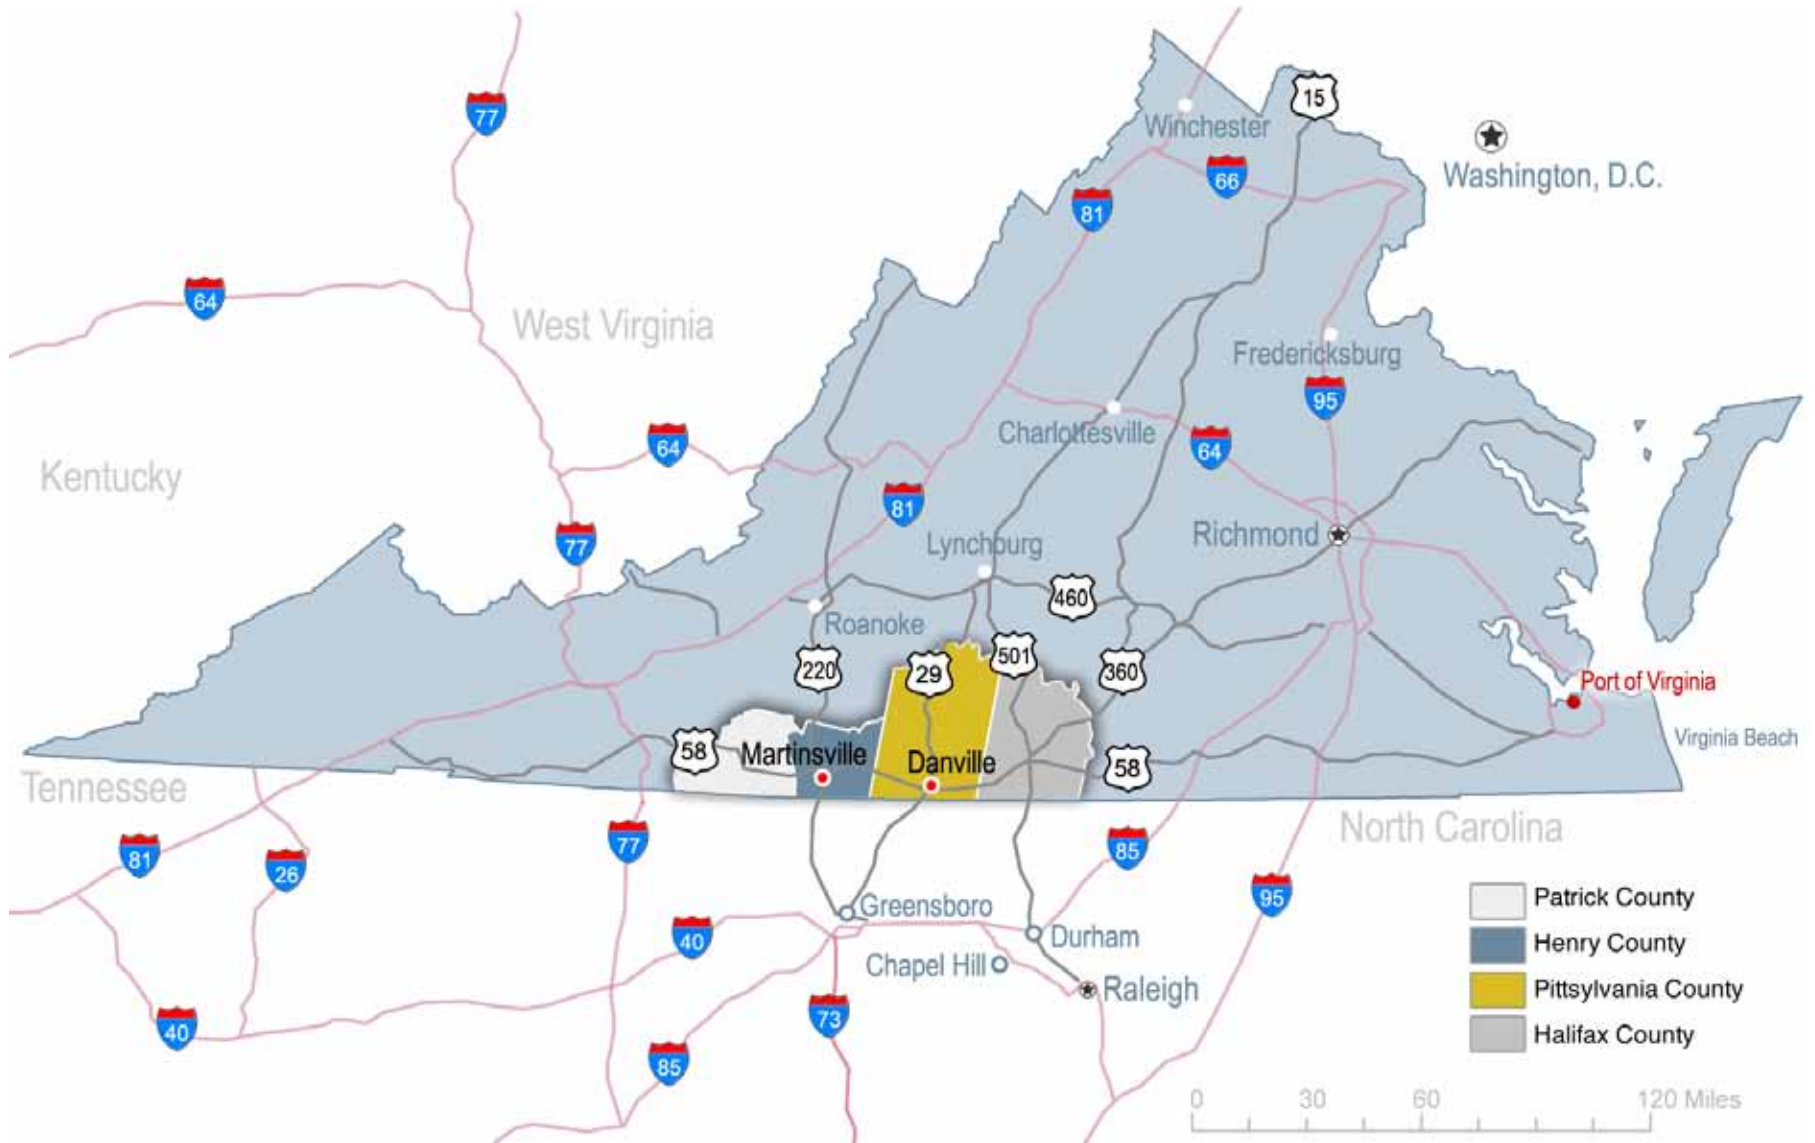 77
15
Winchester
Washington, D.C.
66
81
64
West Virginia
Fredericksburg
95
Charlottesville
64
64
Kentucky
81
Richmond
77
Lynchburg
460
Roanoke
220
29
501
360
Port of Virginia
58
Martinsville
Danville
58
Virginia Beach
Tennessee
North Carolina
81
26
77
85
95
Greensboro
40
Durham
Chapel Hill
Raleigh
73
40
85
Patrick County
Henry County
Pittsylvania County
Halifax County
0 30 60 120 Miles